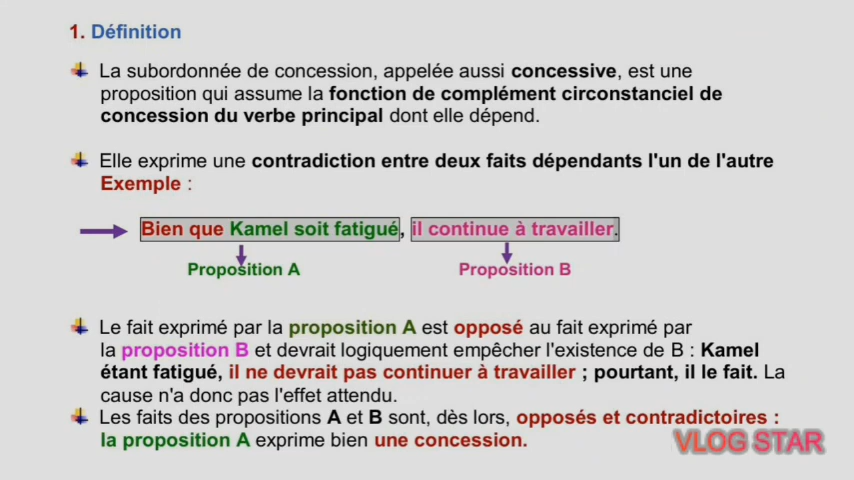 1. Définition
La subordonnée de concession, appelée aussi concessive, est une
proposition qui assume la fonction de complément circonstanciel de
concession du verbe principal dont elle dépend.
Elle exprime une contradiction entre deux faits dépendants l'un de l'autre
Exemple :
Bien que Kamel soit fatigué, il continue à travailler.
Proposition A Proposition B
Le fait exprimé par la proposition A est opposé au fait exprimé par
la proposition B et devrait logiquement empêcher l'existence de B : Kamel
étant fatigué, il ne devrait pas continuer à travailler ; pourtant, il le fait. La
cause n'a donc pas l'effet attendu.
Les faits des propositions A et B sont, dès lors, opposés et contradictoires :
la proposition A exprime bien une concession.
VLOG STAR